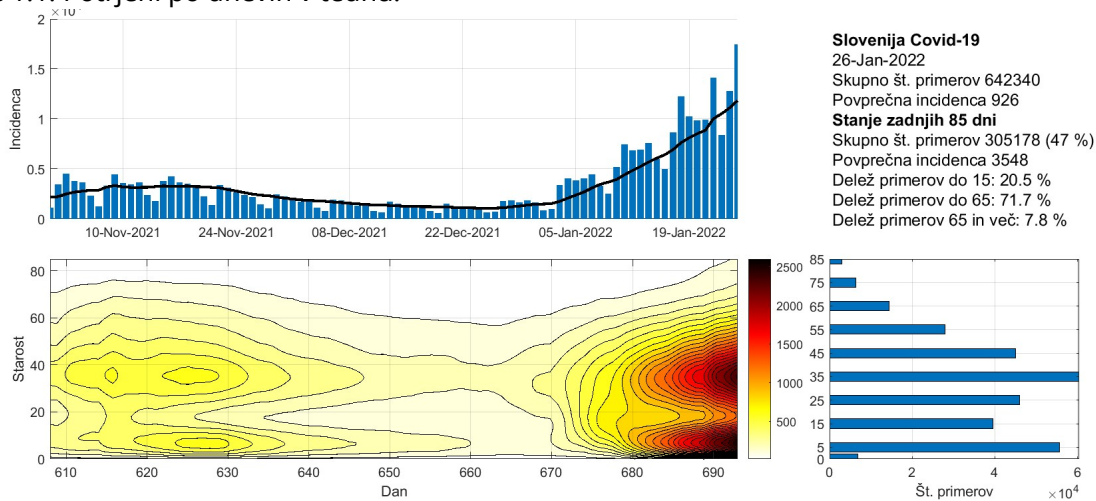 ×10
2
1.5
1
0.5
0
Incidenca
10-Nov-2021 24-Nov-2021 08-Dec-2021 22-Dec-2021 05-Jan-2022 19-Jan-2022
Slovenija Covid-19
26-Jan-2022
Skupno št. primerov 642340
Povprečna incidenca 926
Stanje zadnjih 85 dni
Skupno št. primerov 305178 (47 %)
Povprečna incidenca 3548
Delež primerov do 15: 20.5 %
Delež primerov do 65: 71.7 %
Delež primerov 65 in več: 7.8 %
80
60
40
20
0
Starost
610 620 630 640 650 660 670 680 690
Dan
2500
2000
1500
1000
500
85
75
65
55
45
35
25
15
5
0
0 2 4 6
Št. primerov
×10⁴